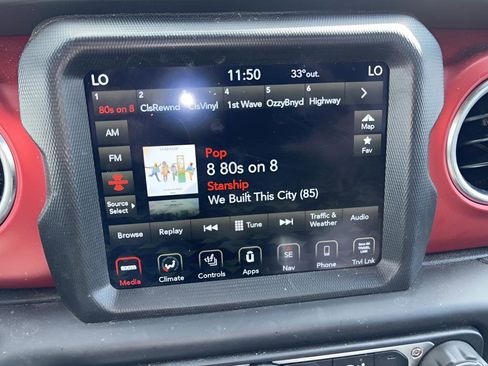 LO 11:50 33°out. LO
1 2 3 4 5 6
80s on 8 ClsRewnd ClsVinyl 1st Wave OzzyBnyd Highway
AM
Map
FM
Fav
Pop
8 80s on 8
Starship
We Built This City (85)
Source
Select
Browse Replay Tune Traffic &
Weather Audio
SE
Media Climate Controls Apps Nav Phone Trvl Lnk